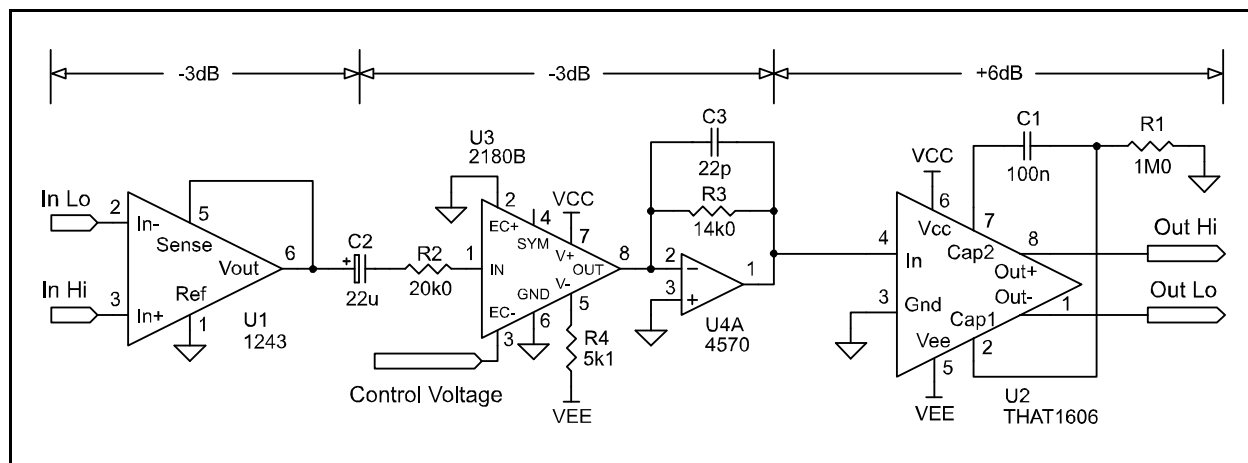 -3dB
-3dB
+6dB
In Lo
2
In-
5
Sense
Vout
6
In Hi
3
In+
Ref
1
U1
1243
+
C2
22u
R2
20k0
U3
2180B
1
IN
2
EC+
4
SYM
VCC
7
V+
OUT
8
V-
5
GND
6
EC-
3
R4
5k1
VEE
Control Voltage
C3
22p
R3
14k0
2
−
3
+
1
U4A
4570
VCC
6
Vcc
7
Cap2
C1
100n
R1
1M0
4
In
8
Out+
Out Hi
3
Gnd
Out-
1
Out Lo
Cap1
2
Vee
5
VEE
U2
THAT1606